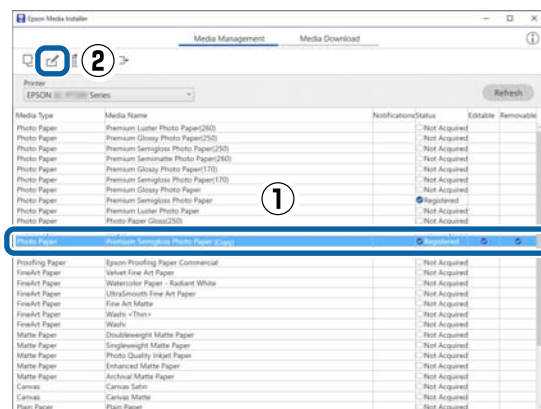 Epson Media Installer
Media Management Media Download
②
Printer
EPSON Series
Refresh
Media Type Media Name Notifications Status Editable Removable
Photo Paper Premium Luster Photo Paper(260) Not Acquired
Photo Paper Premium Glossy Photo Paper(250) Not Acquired
Photo Paper Premium Semigloss Photo Paper(250) Not Acquired
Photo Paper Premium Semimatte Photo Paper(260) Not Acquired
Photo Paper Premium Glossy Photo Paper(170) Not Acquired
Photo Paper Premium Semigloss Photo Paper(170) Not Acquired
Photo Paper Premium Glossy Photo Paper Not Acquired
Photo Paper Premium Semigloss Photo Paper Registered
Photo Paper Premium Luster Photo Paper Not Acquired
Photo Paper Photo Paper Gloss(250) Not Acquired
①
Photo Paper Premium Semigloss Photo Paper (Copy) Registered
Proofing Paper Epson Proofing Paper Commercial Not Acquired
FineArt Paper Velvet Fine Art Paper Not Acquired
FineArt Paper Watercolor Paper - Radiant White Not Acquired
FineArt Paper UltraSmooth Fine Art Paper Not Acquired
FineArt Paper Fine Art Matte Not Acquired
FineArt Paper Washi <Thin> Not Acquired
FineArt Paper Washi Not Acquired
Matte Paper Doubleweight Matte Paper Not Acquired
Matte Paper Singleweight Matte Paper Not Acquired
Matte Paper Photo Quality Inkjet Paper Not Acquired
Matte Paper Enhanced Matte Paper Not Acquired
Matte Paper Archival Matte Paper Not Acquired
Canvas Canvas Satin Not Acquired
Canvas Canvas Matte Not Acquired
Plain Paper Plain Paper Not Acquired